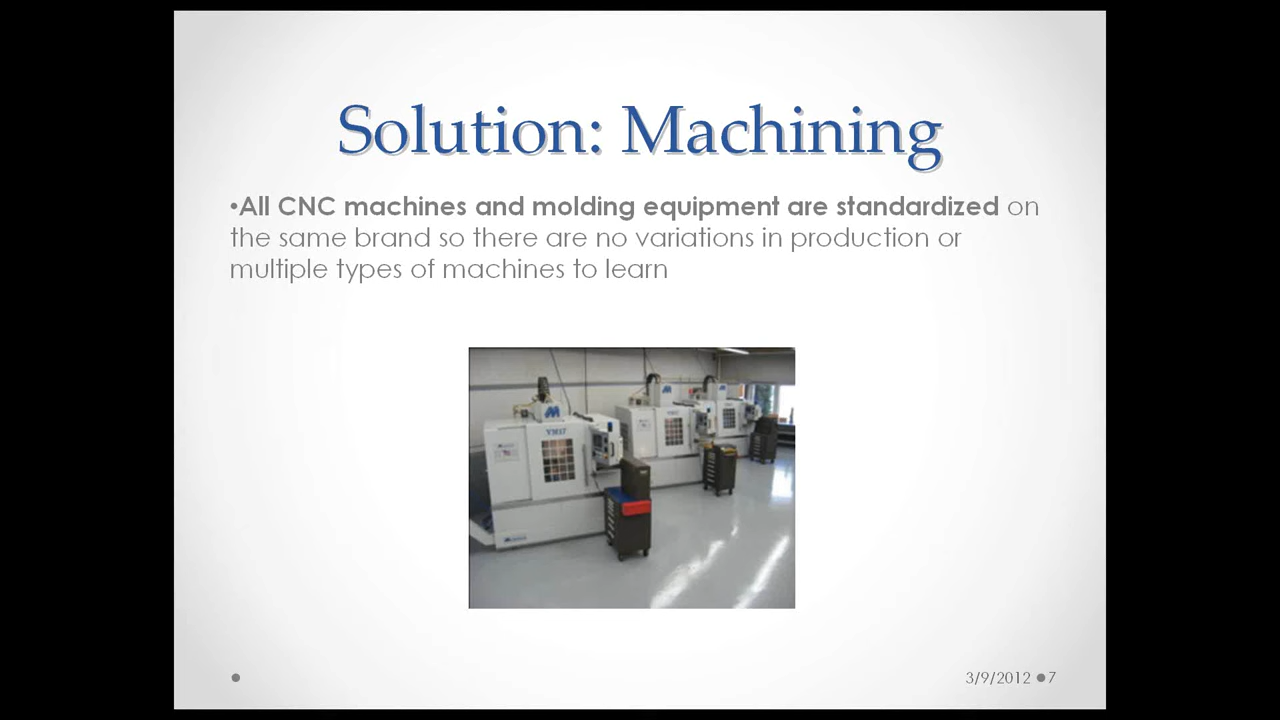 Solution: Machining
•All CNC machines and molding equipment are standardized on
the same brand so there are no variations in production or
multiple types of machines to learn
3/9/2012
7